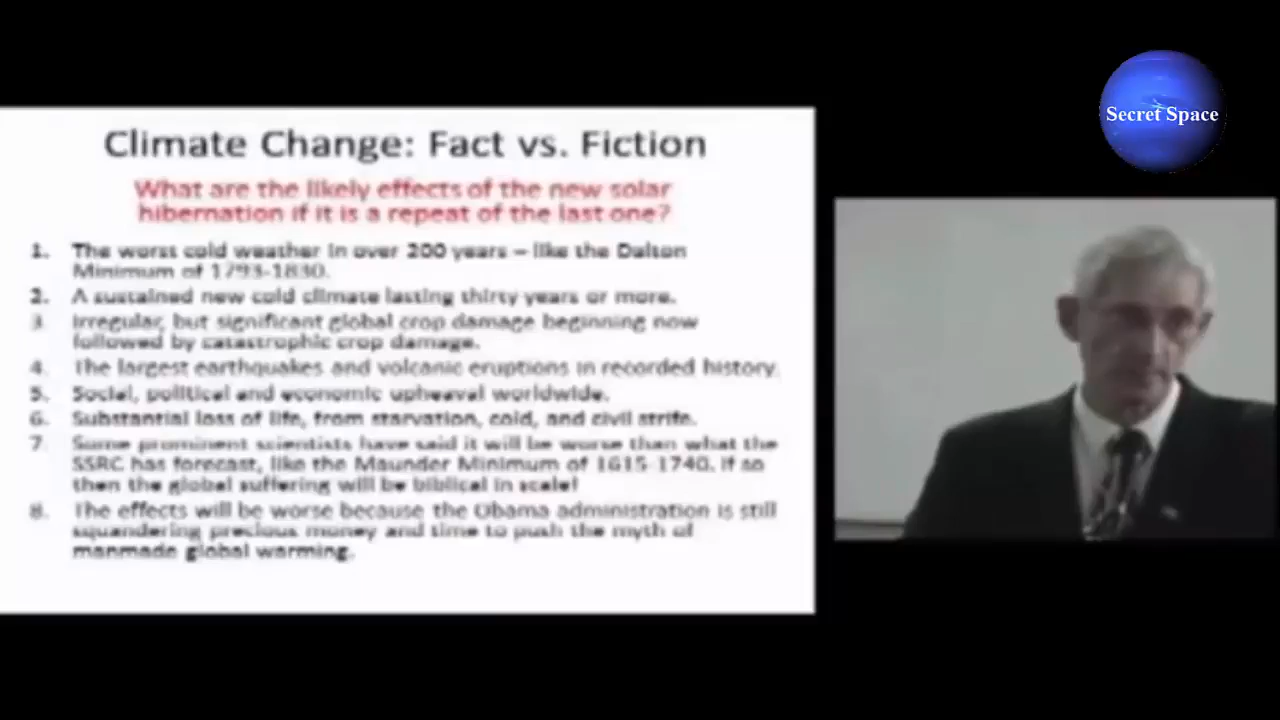 Secret Space
Climate Change: Fact vs. Fiction
What are the likely effects of the new solar
hibernation if it is a repeat of the last one?
1. The worst cold weather in over 200 years – like the Dalton
Minimum of 1793-1830.
2. A sustained new cold climate lasting thirty years or more.
3. Irregular, but significant global crop damage beginning now
followed by catastrophic crop damage.
4. The largest earthquakes and volcanic eruptions in recorded history.
5. Social, political and economic upheaval worldwide.
6. Substantial loss of life, from starvation, cold, and civil strife.
7. Some prominent scientists have said it will be worse than what the
SSRC has forecast, like the Maunder Minimum of 1615-1740. If so
then the global suffering will be biblical in scale!
8. The effects will be worse because the Obama administration is still
squandering precious money and time to push the myth of
manmade global warming.